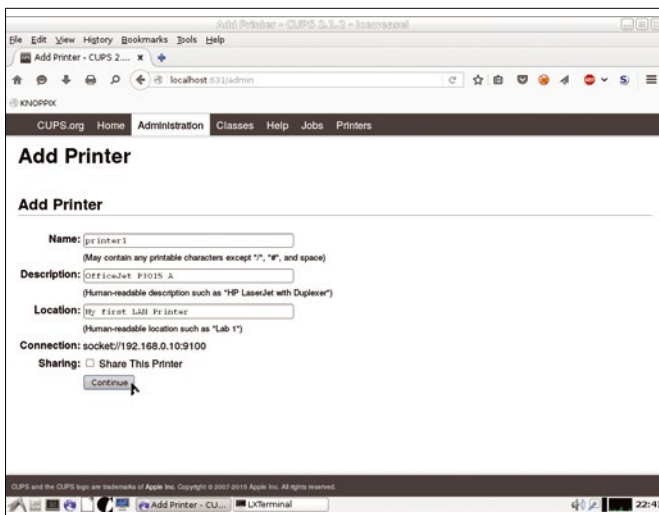 Add Printer - CUPS 2.1.2 - Iceweasel
File Edit View History Bookmarks Tools Help
Add Printer - CUPS 2....
localhost:631/admin
KNOPPIX
CUPS.org Home Administration Classes Help Jobs Printers
Add Printer
Add Printer
Name: printer1
(May contain any printable characters except "/", "#", and space)
Description: OfficeJet P3015 A
(Human-readable description such as "HP LaserJet with Duplexer")
Location: My first LAN Printer
(Human-readable location such as "Lab 1")
Connection: socket://192.168.0.10:9100
Sharing: Share This Printer
Continue
CUPS and the CUPS logo are trademarks of Apple Inc. Copyright © 2007-2015 Apple Inc. All rights reserved.
Add Printer - CU... LXTerminal